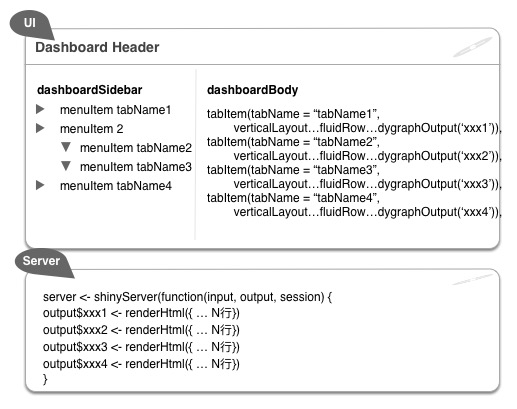 UI
Dashboard Header
dashboardSidebar
menuItem tabName1
menuItem 2
menuItem tabName2
menuItem tabName3
menuItem tabName4
dashboardBody
tabItem(tabName = “tabName1”,
verticalLayout…fluidRow…dygraphOutput(‘xxx1’)),
tabItem(tabName = “tabName2”,
verticalLayout…fluidRow…dygraphOutput(‘xxx2’)),
tabItem(tabName = “tabName3”,
verticalLayout…fluidRow…dygraphOutput(‘xxx3’)),
tabItem(tabName = “tabName4”,
verticalLayout…fluidRow…dygraphOutput(‘xxx4’)),
Server
server <- shinyServer(function(input, output, session) {
output$xxx1 <- renderHtml({ … N行})
output$xxx2 <- renderHtml({ … N行})
output$xxx3 <- renderHtml({ … N行})
output$xxx4 <- renderHtml({ … N行})
}